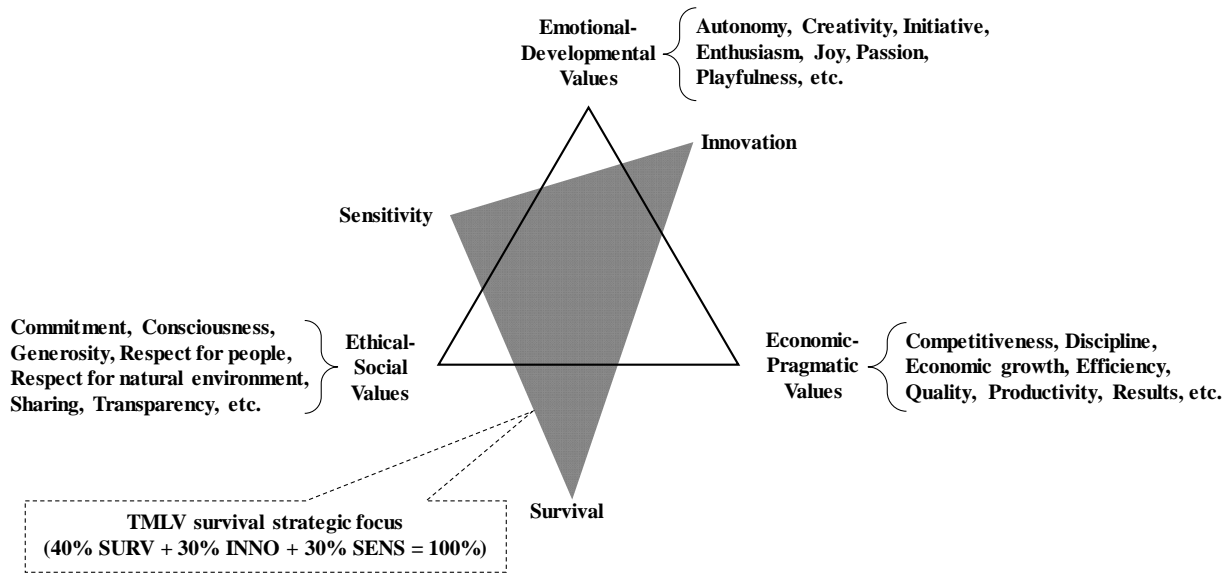 Emotional-
Developmental
Values
Autonomy, Creativity, Initiative,
Enthusiasm, Joy, Passion,
Playfulness, etc.
Innovation
Sensitivity
Commitment, Consciousness,
Generosity, Respect for people,
Respect for natural environment,
Sharing, Transparency, etc.
Ethical-
Social
Values
Economic-
Pragmatic
Values
Competitiveness, Discipline,
Economic growth, Efficiency,
Quality, Productivity, Results, etc.
Survival
TMLV survival strategic focus
(40% SURV + 30% INNO + 30% SENS = 100%)